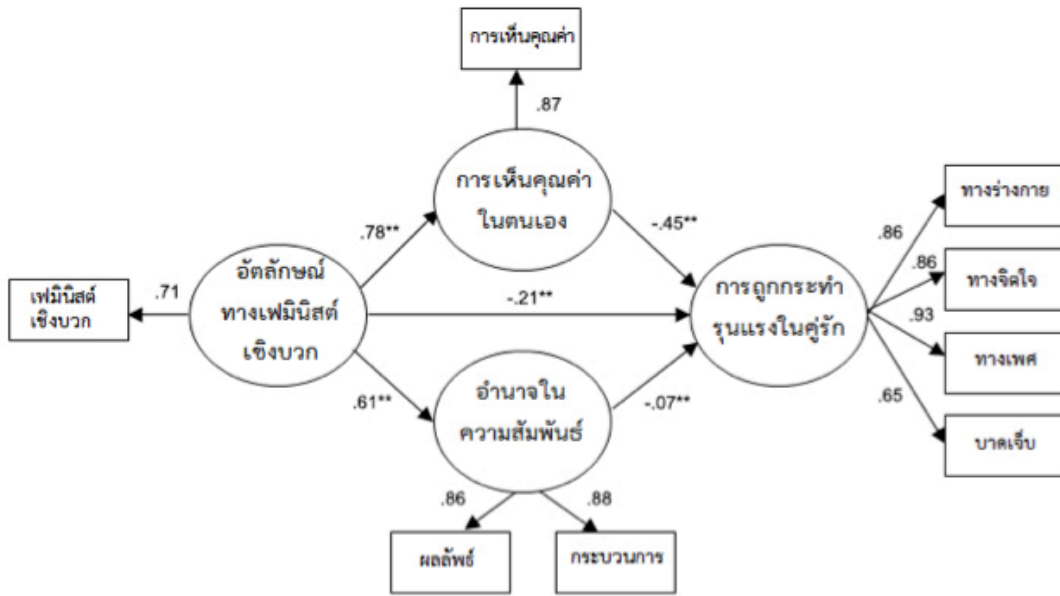 การเห็นคุณค่า
.87
การเห็นคุณค่า
ในตนเอง
.78**
-.45**
อัตลักษณ์
ทางเฟมินิสต์
เชิงบวก
.71
เฟมินิสต์
เชิงบวก
-.21**
การถูกกระทำ
รุนแรงในคู่รัก
.86
ทางร่างกาย
.86
ทางจิตใจ
.93
ทางเพศ
.65
บาดเจ็บ
.61**
-.07**
อำนาจใน
ความสัมพันธ์
.86
.88
ผลลัพธ์
กระบวนการ